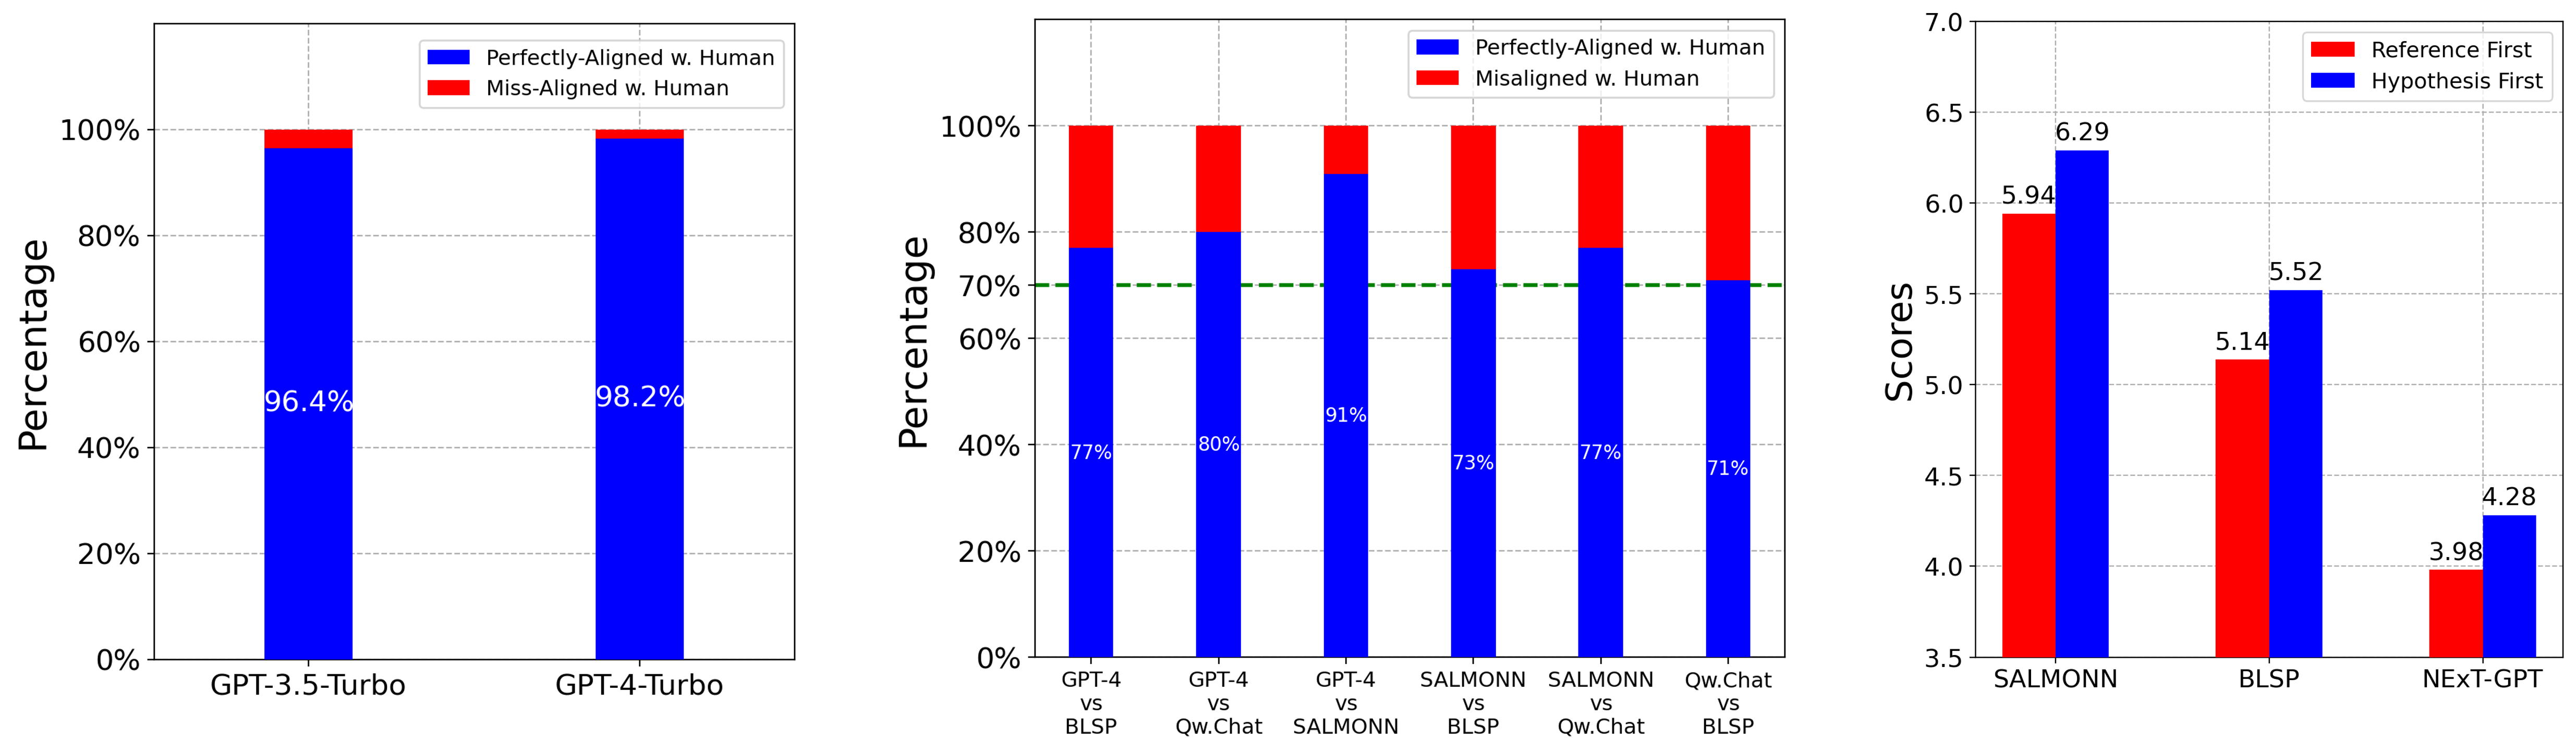 Percentage
100%
80%
60%
40%
20%
0%
Perfectly-Aligned w. Human
Miss-Aligned w. Human
96.4%
98.2%
GPT-3.5-Turbo
GPT-4-Turbo
Percentage
100%
80%
70%
60%
40%
20%
0%
Perfectly-Aligned w. Human
Misaligned w. Human
77%
80%
91%
73%
77%
71%
GPT-4
vs
BLSP
GPT-4
vs
Qw.Chat
GPT-4
vs
SALMONN
SALMONN
vs
BLSP
SALMONN
vs
Qw.Chat
Qw.Chat
vs
BLSP
Scores
7.0
6.5
6.0
5.5
5.0
4.5
4.0
3.5
Reference First
Hypothesis First
5.94
6.29
5.14
5.52
3.98
4.28
SALMONN
BLSP
NExT-GPT